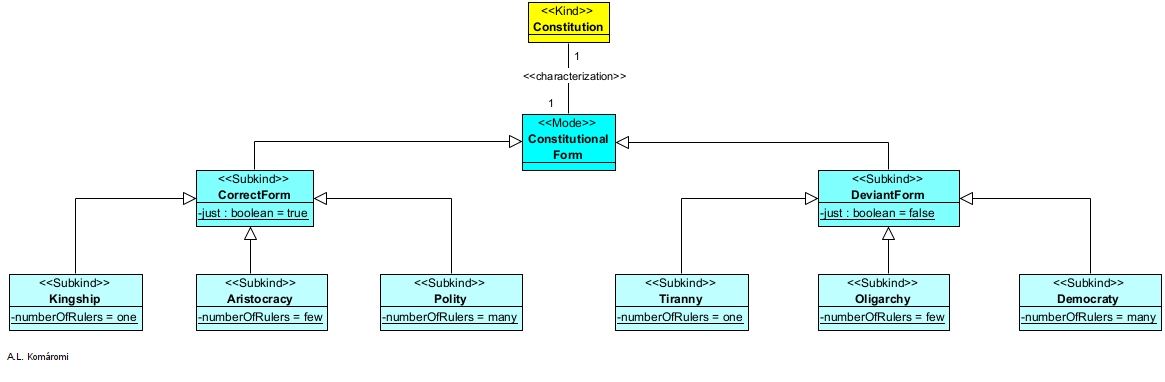 <<Kind>>
Constitution
1
<<characterization>>
1
<<Mode>>
Constitutional
Form
<<Subkind>>
CorrectForm
-just : boolean = true
<<Subkind>>
DeviantForm
-just : boolean = false
<<Subkind>>
Kingship
-numberOfRulers = one
<<Subkind>>
Aristocracy
-numberOfRulers = few
<<Subkind>>
Polity
-numberOfRulers = many
<<Subkind>>
Tiranny
-numberOfRulers = one
<<Subkind>>
Oligarchy
-numberOfRulers = few
<<Subkind>>
Democraty
-numberOfRulers = many
A.L. Komáromi